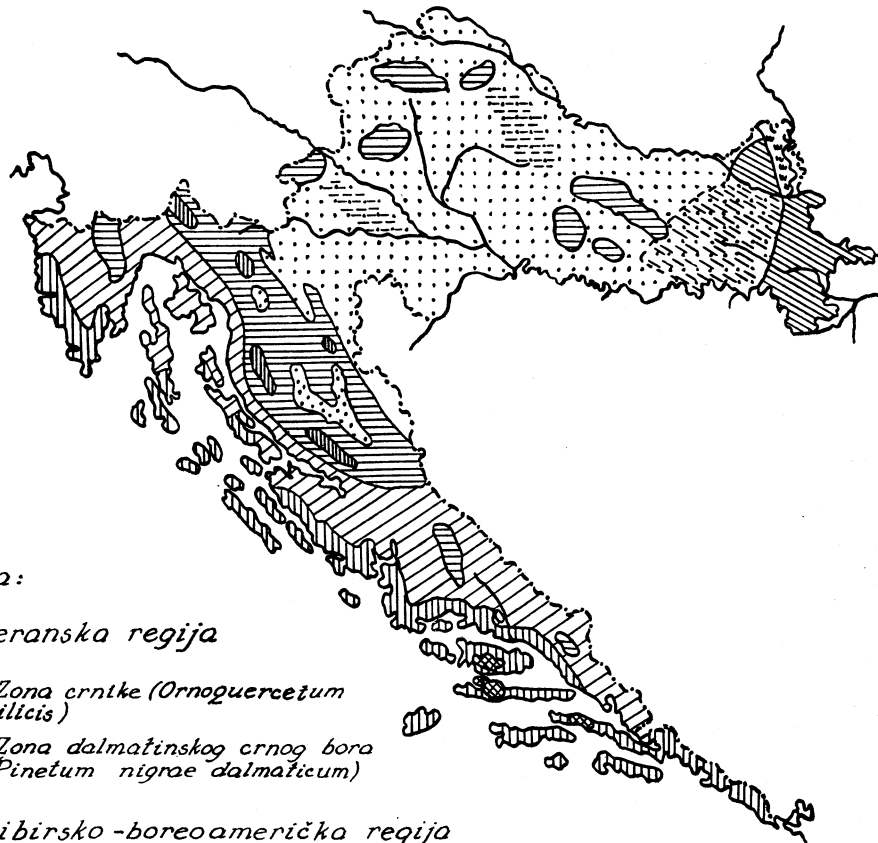 a:
eranska regija
Zona crnike (Ornoquercetum
ilicis)
Zona dalmatinskog crnog bora
Pinetum nigrae dalmaticum)
ibirsko-boreoamerička regija